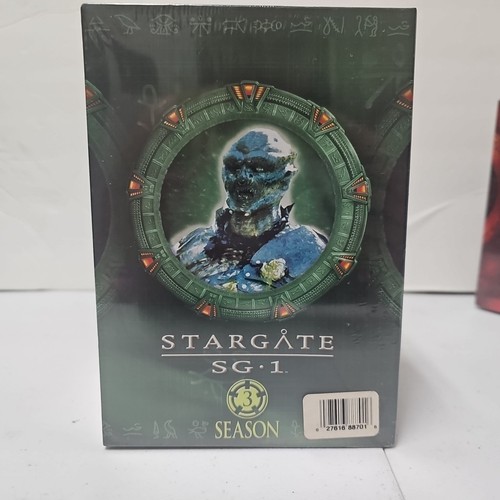 STARGATE
SG·1
3
SEASON
27616 88701